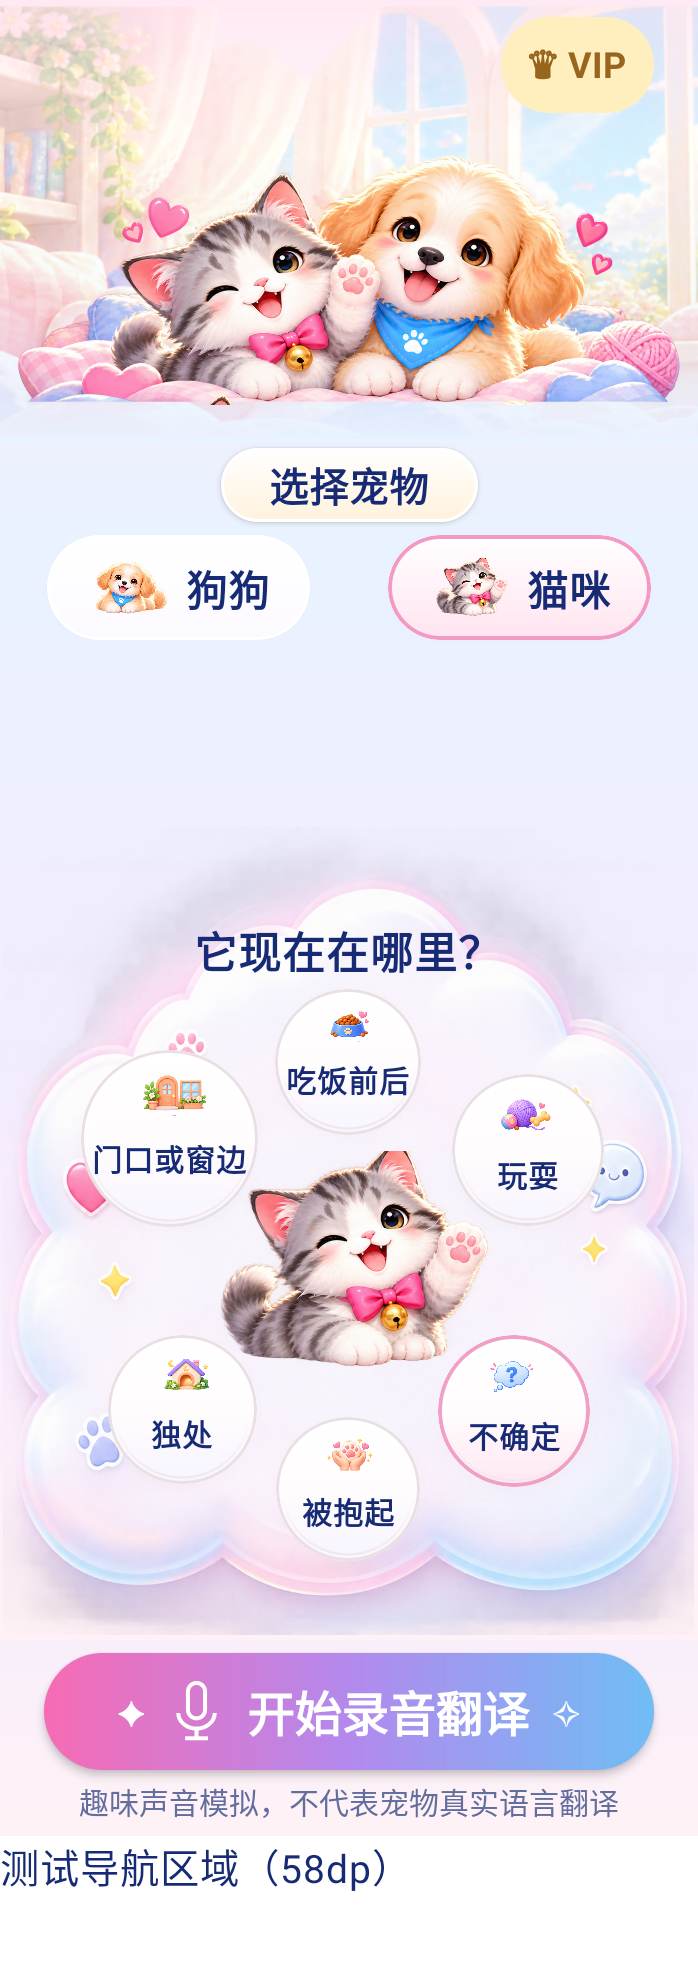 VIP
选择宠物
狗狗
猫咪
它现在在哪里？
吃饭前后
门口或窗边
玩耍
独处
不确定
被抱起
开始录音翻译
趣味声音模拟，不代表宠物真实语言翻译
测试导航区域（58dp）